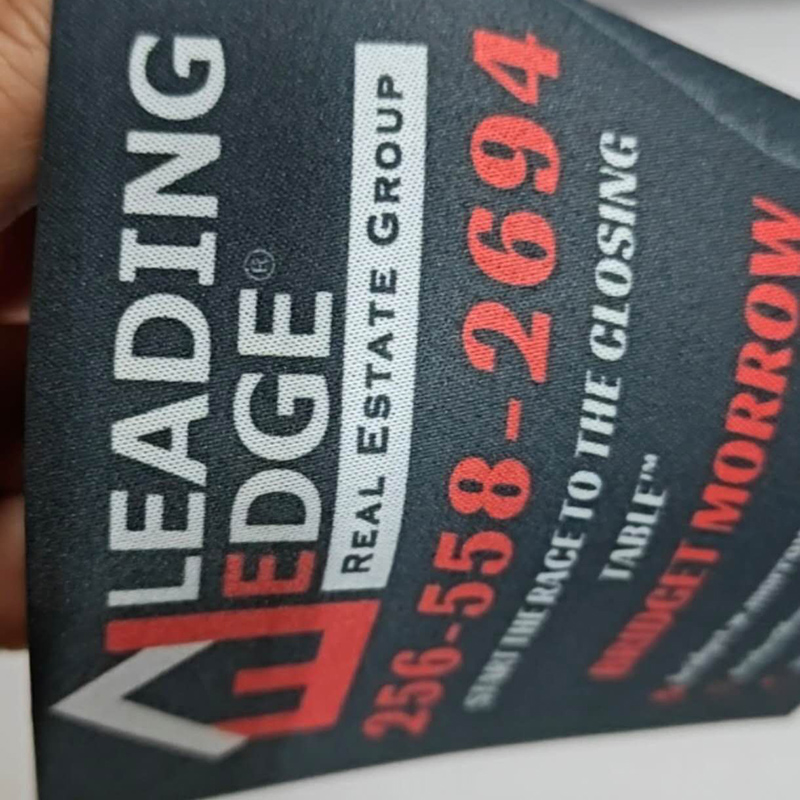 LEADING
EDGE®
REAL ESTATE GROUP
256-558-2694
START THE RACE TO THE CLOSING
TABLE™
BRIDGET MORROW